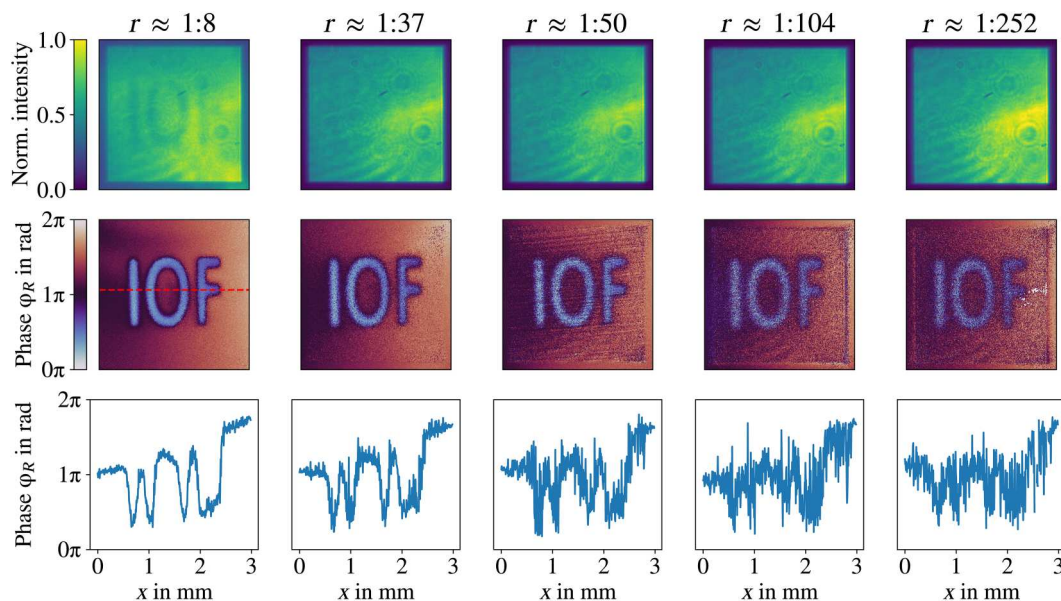 r ≈ 1:8 r ≈ 1:37 r ≈ 1:50 r ≈ 1:104 r ≈ 1:252
Norm. intensity
1.0
0.5
0.0
Phase φR in rad
2π
1π
0π
IOF IOF IOF IOF IOF
Phase φR in rad
2π
1π
0π
0 1 2 3 0 1 2 3 0 1 2 3 0 1 2 3 0 1 2 3
x in mm x in mm x in mm x in mm x in mm